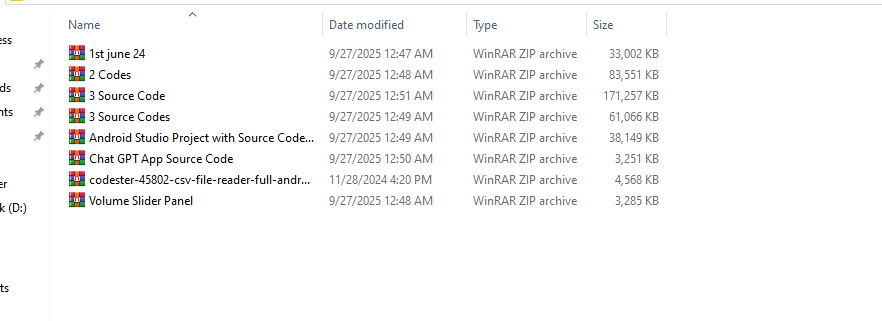 Name Date modified Type Size
ess
1st june 24 9/27/2025 12:47 AM WinRAR ZIP archive 33,002 KB
2 Codes 9/27/2025 12:48 AM WinRAR ZIP archive 83,551 KB
ds
3 Source Code 9/27/2025 12:51 AM WinRAR ZIP archive 171,257 KB
nts
3 Source Codes 9/27/2025 12:49 AM WinRAR ZIP archive 61,066 KB
Android Studio Project with Source Code... 9/27/2025 12:49 AM WinRAR ZIP archive 38,149 KB
Chat GPT App Source Code 9/27/2025 12:50 AM WinRAR ZIP archive 3,251 KB
er
codester-45802-csv-file-reader-full-andr... 11/28/2024 4:20 PM WinRAR ZIP archive 4,568 KB
k (D:)
Volume Slider Panel 9/27/2025 12:48 AM WinRAR ZIP archive 3,285 KB
ts